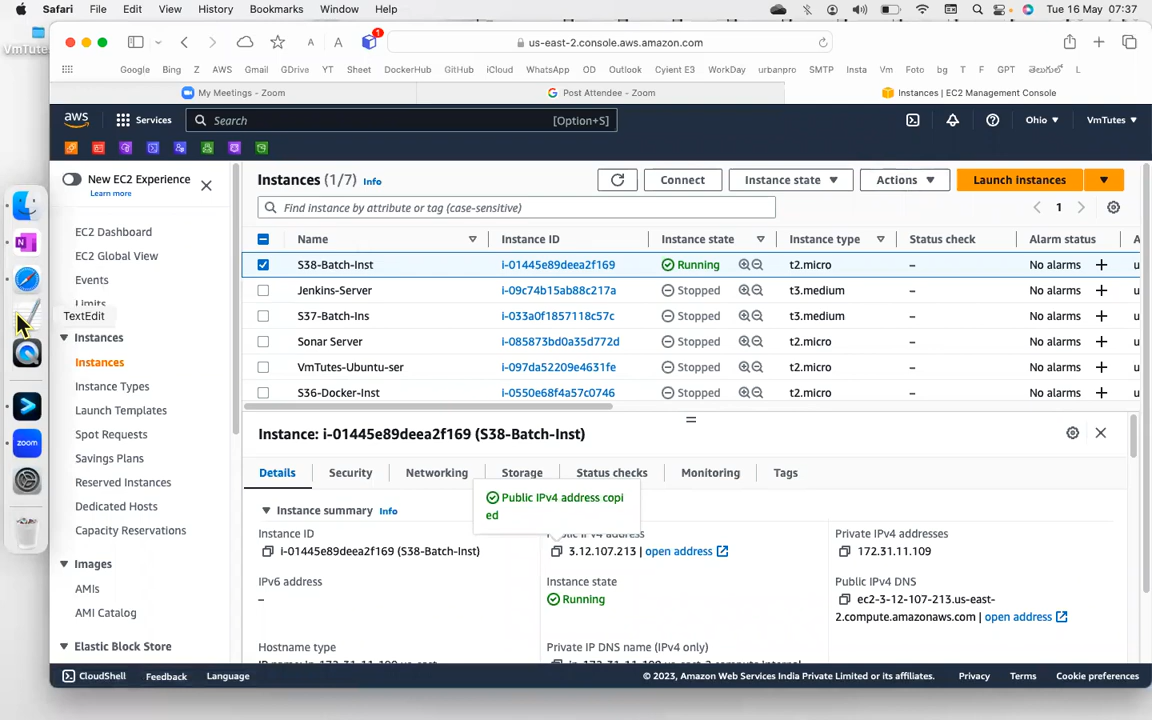 Safari File Edit View History Bookmarks Window Help Tue 16 May 07:37
VmTute
us-east-2.console.aws.amazon.com
A A 1
Google Bing Z AWS Gmail GDrive YT Sheet DockerHub GitHub iCloud WhatsApp OD Outlook Cyient E3 WorkDay urbanpro SMTP Insta Vm Foto bg T F GPT తెలుగులో L
My Meetings - Zoom
Post Attendee - Zoom
Instances | EC2 Management Console
aws Services Search [Option+S] Ohio VmTutes
New EC2 Experience
Learn more
EC2 Dashboard
EC2 Global View
Events
Limits
TextEdit
Instances
Instances
Instance Types
Launch Templates
Spot Requests
Savings Plans
Reserved Instances
Dedicated Hosts
Capacity Reservations
Images
AMIs
AMI Catalog
Elastic Block Store
zoom
Instances (1/7) Info Connect Instance state Actions Launch instances
Find instance by attribute or tag (case-sensitive) 1
Name Instance ID Instance state Instance type Status check Alarm status A
S38-Batch-Inst i-01445e89deea2f169 Running t2.micro – No alarms + u
Jenkins-Server i-09c74b15ab88c217a Stopped t3.medium – No alarms + u
S37-Batch-Ins i-033a0f1857118c57c Stopped t3.medium – No alarms + u
Sonar Server i-085873bd0a35d772d Stopped t2.micro – No alarms + u
VmTutes-Ubuntu-ser i-097da52209e4631fe Stopped t2.micro – No alarms + u
S36-Docker-Inst i-0550e68f4a57c0746 Stopped t2.micro – No alarms + u
Instance: i-01445e89deea2f169 (S38-Batch-Inst)
Details Security Networking Storage Status checks Monitoring Tags
Public IPv4 address copi
ed
Instance summary Info
Instance ID
i-01445e89deea2f169 (S38-Batch-Inst)
Public IPv4 address
3.12.107.213 | open address
Private IPv4 addresses
172.31.11.109
IPv6 address
–
Instance state
Running
Public IPv4 DNS
ec2-3-12-107-213.us-east-
2.compute.amazonaws.com | open address
Hostname type
Private IP DNS name (IPv4 only)
CloudShell Feedback Language © 2023, Amazon Web Services India Private Limited or its affiliates. Privacy Terms Cookie preferences